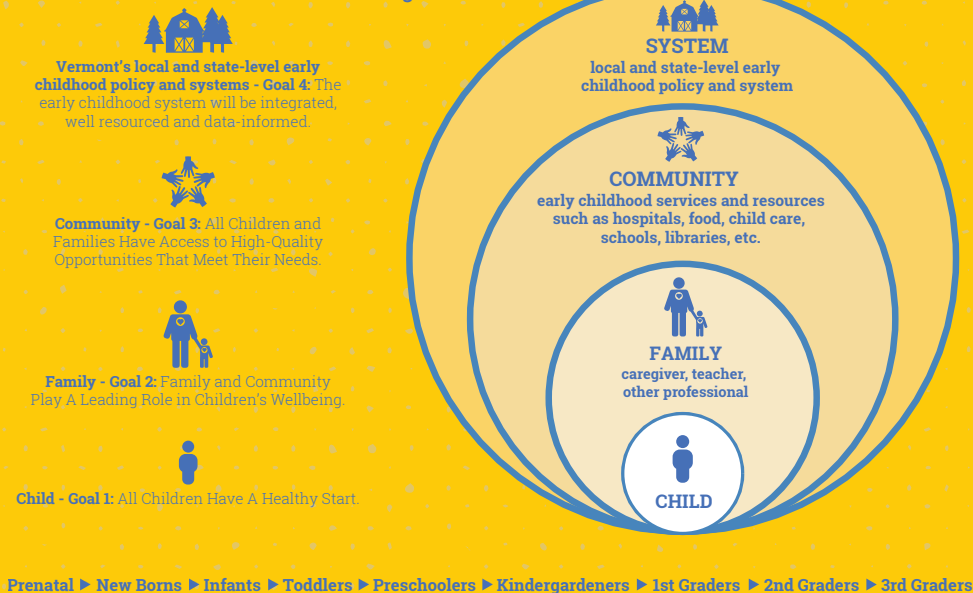 Vermont's local and state-level early
childhood policy and systems - Goal 4: The
early childhood system will be integrated,
well resourced and data-informed.
Community - Goal 3: All Children and
Families Have Access to High-Quality
Opportunities That Meet Their Needs.
Family - Goal 2: Family and Community
Play A Leading Role in Children's Wellbeing.
Child - Goal 1: All Children Have A Healthy Start.
SYSTEM
local and state-level early
childhood policy and system
COMMUNITY
early childhood services and resources
such as hospitals, food, child care,
schools, libraries, etc.
FAMILY
caregiver, teacher,
other professional
CHILD
Prenatal ▶ New Borns ▶ Infants ▶ Toddlers ▶ Preschoolers ▶ Kindergardeners ▶ 1st Graders ▶ 2nd Graders ▶ 3rd Graders